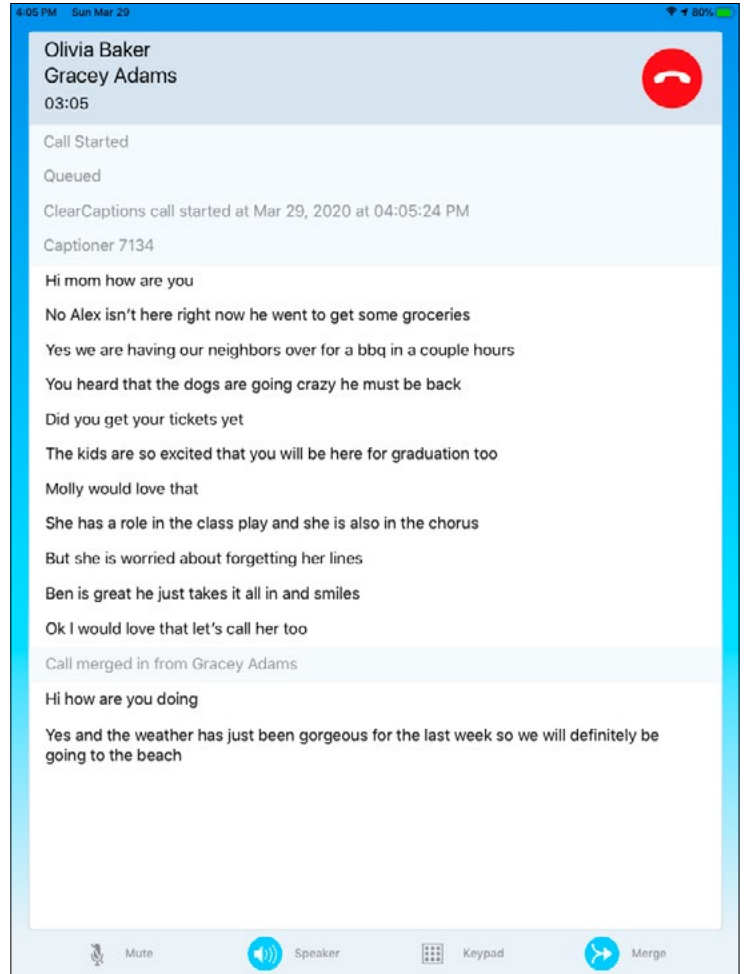 4:05 PM Sun Mar 29 80%
Olivia Baker
Gracey Adams
03:05
Call Started
Queued
ClearCaptions call started at Mar 29, 2020 at 04:05:24 PM
Captioner 7134
Hi mom how are you
No Alex isn't here right now he went to get some groceries
Yes we are having our neighbors over for a bbq in a couple hours
You heard that the dogs are going crazy he must be back
Did you get your tickets yet
The kids are so excited that you will be here for graduation too
Molly would love that
She has a role in the class play and she is also in the chorus
But she is worried about forgetting her lines
Ben is great he just takes it all in and smiles
Ok I would love that let's call her too
Call merged in from Gracey Adams
Hi how are you doing
Yes and the weather has just been gorgeous for the last week so we will definitely be
going to the beach
Mute Speaker Keypad Merge